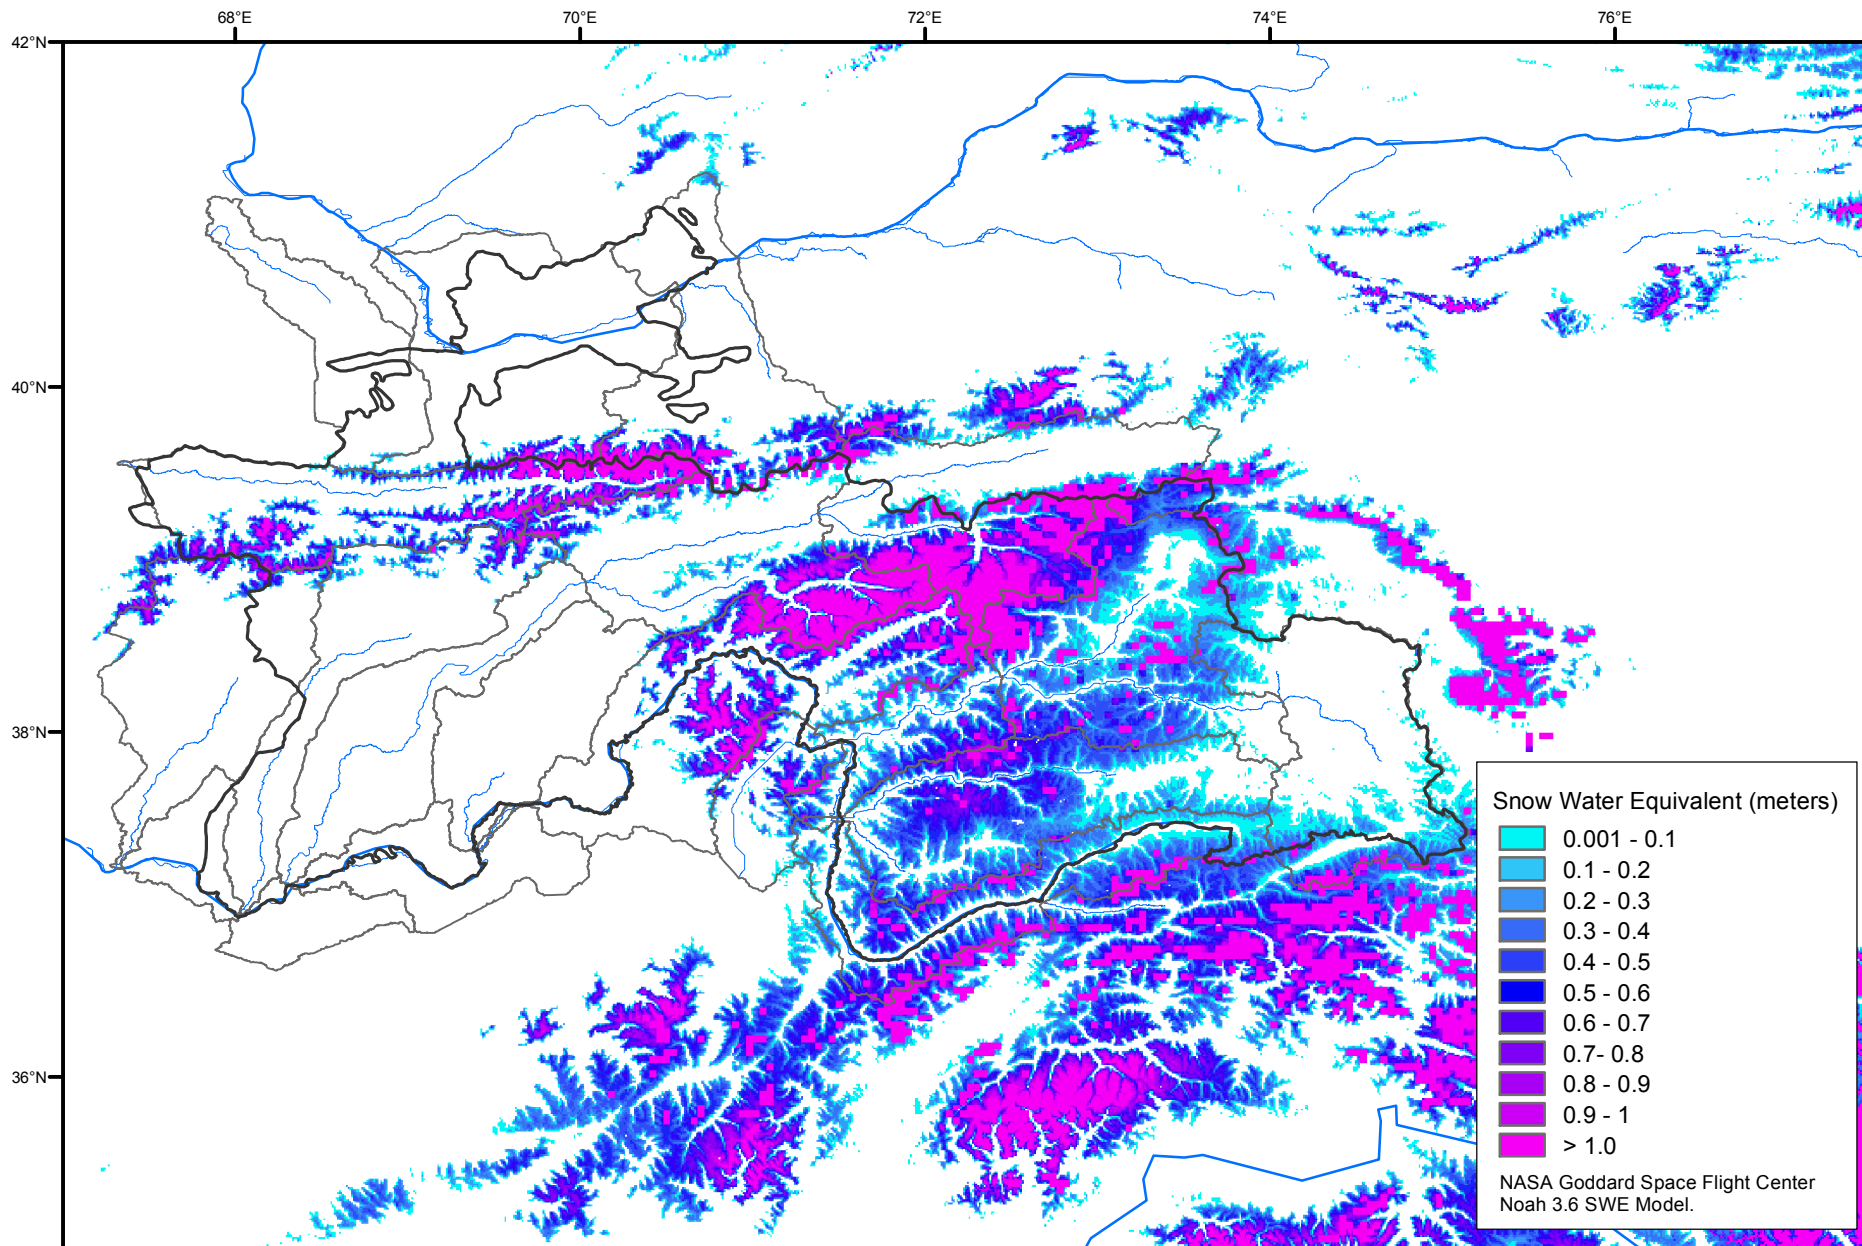 68°E
70°E
72°E
74°E
76°E
42°N
40°N
38°N
36°N
Snow Water Equivalent (meters)
0.001 - 0.1
0.1 - 0.2
0.2 - 0.3
0.3 - 0.4
0.4 - 0.5
0.5 - 0.6
0.6 - 0.7
0.7- 0.8
0.8 - 0.9
0.9 - 1
> 1.0
NASA Goddard Space Flight Center
Noah 3.6 SWE Model.